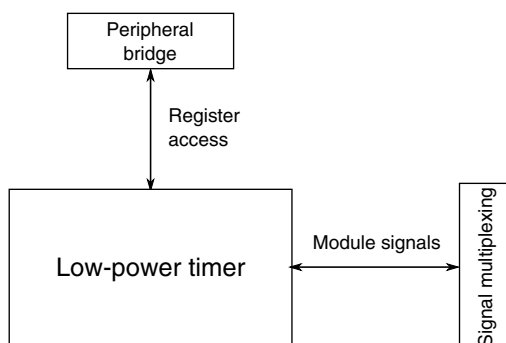 Peripheral
bridge
Register
access
Low-power timer
Module signals
Signal multiplexing